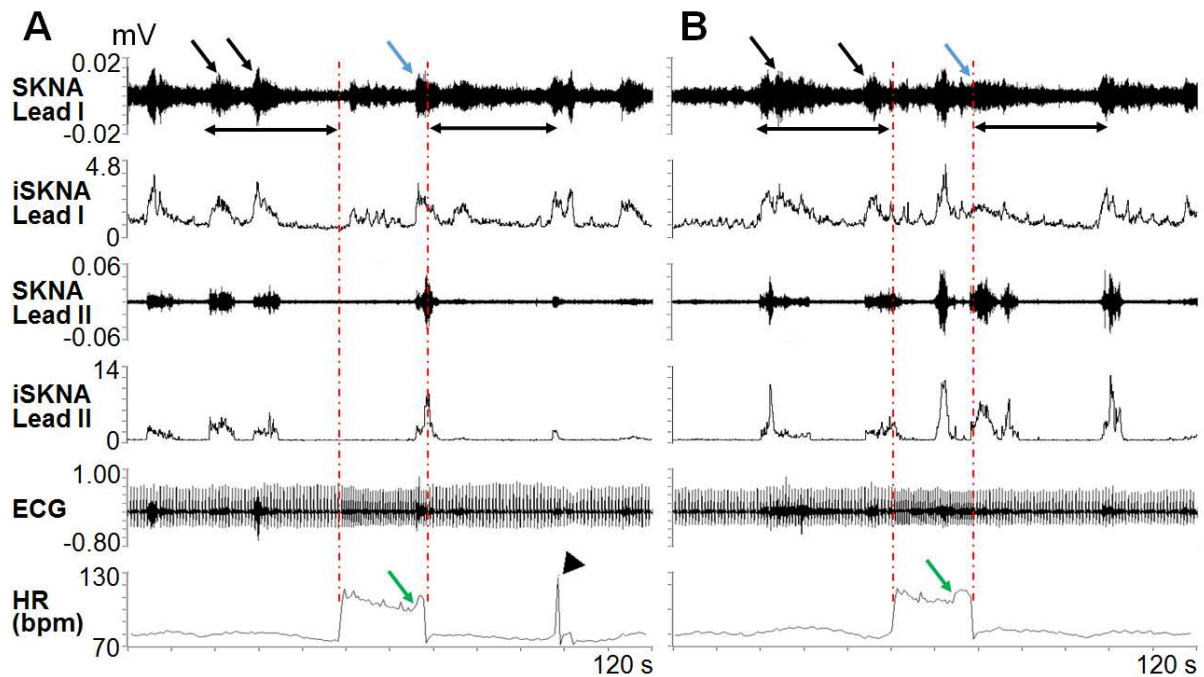 A
B
mV
0.02
SKNA
Lead I
-0.02
4.8
iSKNA
Lead I
0
0.06
SKNA
Lead II
-0.06
14
iSKNA
Lead II
0
1.00
ECG
-0.80
130
HR
(bpm)
70
120 s
120 s